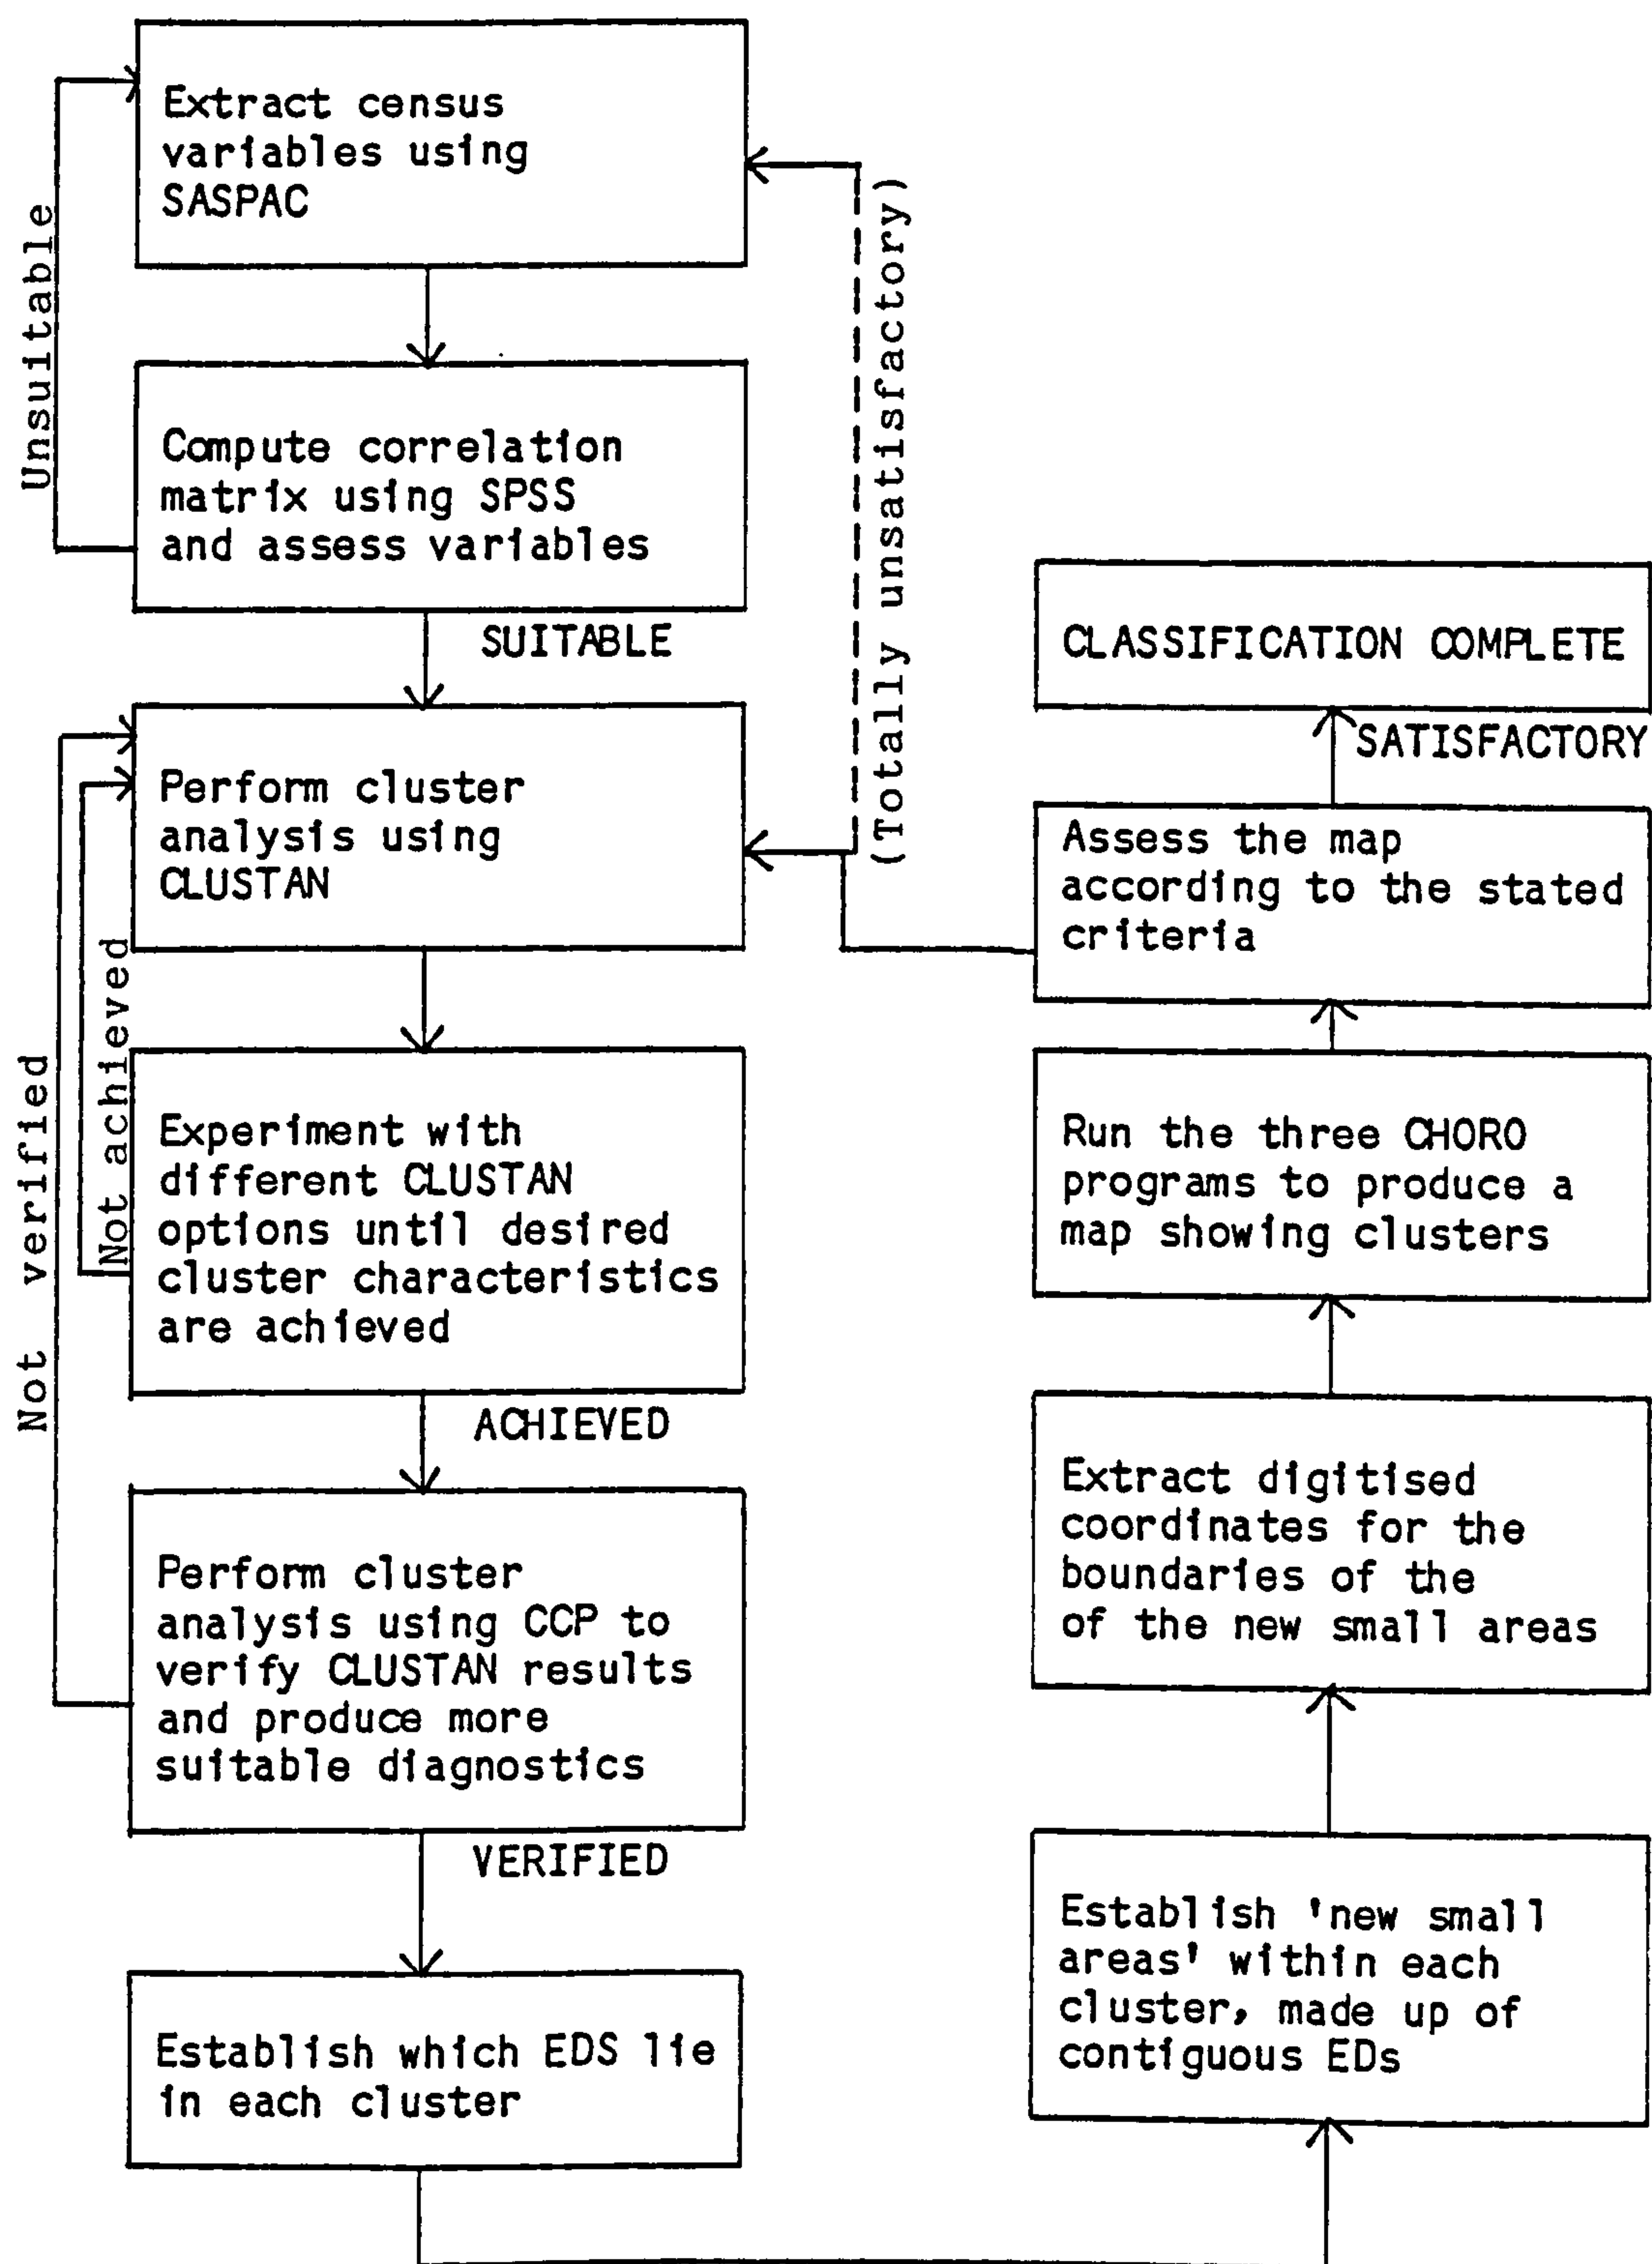 Extract census
variables using
SASPAC
Unsuitable
Compute correlation
matrix using SPSS
and assess variables
SUITABLE
(Totally unsatisfactory)
Perform cluster
analysis using
CLUSTAN
Not achieved
Experiment with
different CLUSTAN
options until desired
cluster characteristics
are achieved
ACHIEVED
Not verified
Perform cluster
analysis using CCP to
verify CLUSTAN results
and produce more
suitable diagnostics
VERIFIED
Establish which EDS lie
in each cluster
Establish 'new small
areas' within each
cluster, made up of
contiguous EDs
Extract digitised
coordinates for the
boundaries of the
of the new small areas
Run the three CHORO
programs to produce a
map showing clusters
Assess the map
according to the stated
criteria
SATISFACTORY
CLASSIFICATION COMPLETE